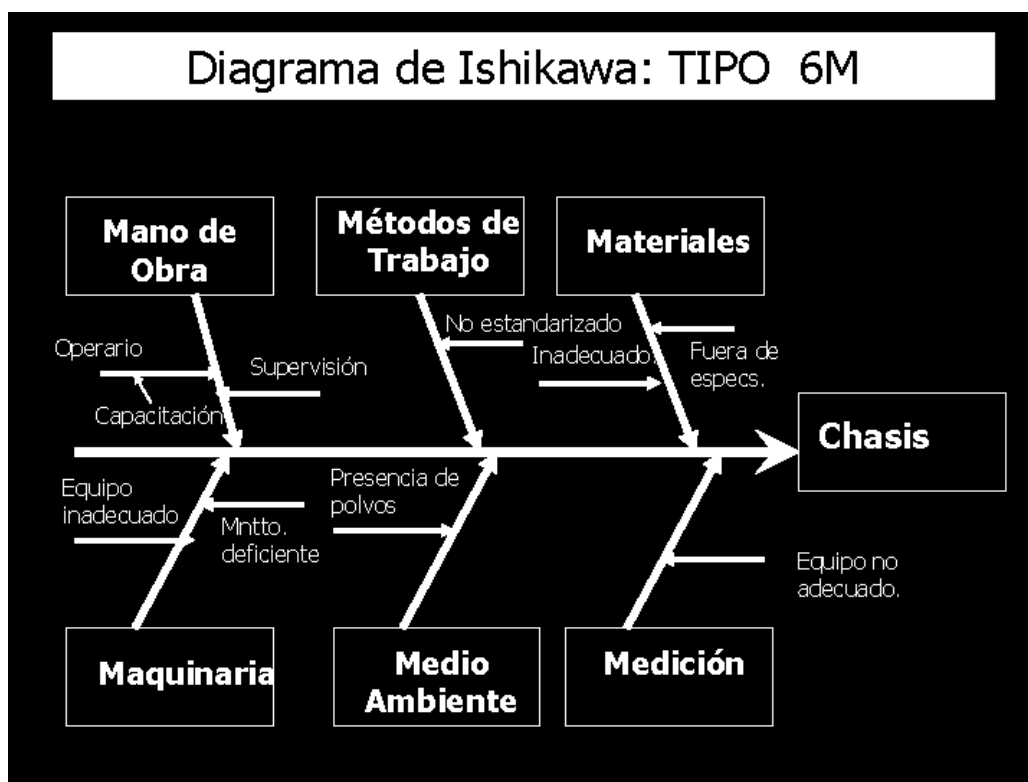 Diagrama de Ishikawa: TIPO 6M
Mano de
Obra
Métodos de
Trabajo
Materiales
Operario
Capacitación
Supervisión
No estandarizado
Inadecuado.
Fuera de
especs.
Chasis
Equipo
inadecuado
Mntto.
deficiente
Presencia de
polvos
Equipo no
adecuado.
Maquinaria
Medio
Ambiente
Medición